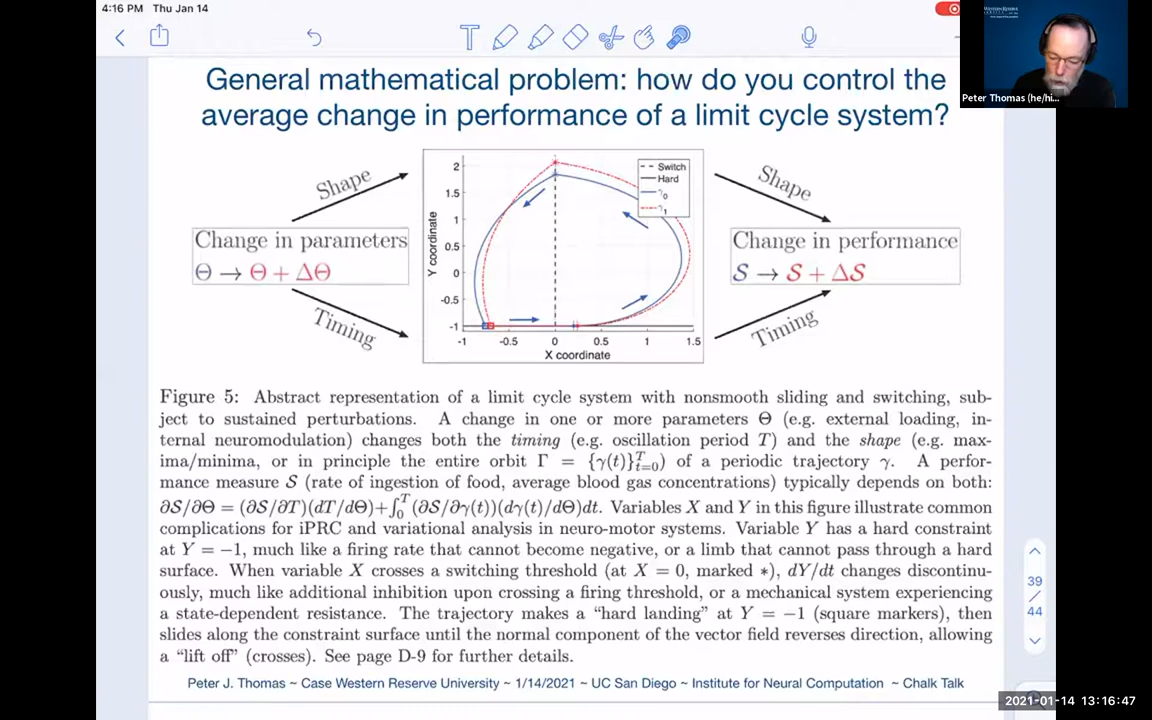 4:16 PM Thu Jan 14
General mathematical problem: how do you control the
average change in performance of a limit cycle system?
Shape
Shape
Change in parameters
Θ → Θ + ΔΘ
Timing
2
1.5
1
0.5
0
-0.5
-1
Y coordinate
-1 -0.5 0 0.5 1 1.5
X coordinate
Switch
Hard
γ0
γ1
Change in performance
S → S + ΔS
Timing
Figure 5: Abstract representation of a limit cycle system with nonsmooth sliding and switching, sub-
ject to sustained perturbations. A change in one or more parameters Θ (e.g. external loading, in-
ternal neuromodulation) changes both the timing (e.g. oscillation period T) and the shape (e.g. max-
ima/minima, or in principle the entire orbit Γ = {γ(t)}ᵀₜ₌₀) of a periodic trajectory γ. A perfor-
mance measure S (rate of ingestion of food, average blood gas concentrations) typically depends on both:
∂S/∂Θ = (∂S/∂T)(dT/dΘ)+∫₀ᵀ(∂S/∂γ(t))(dγ(t)/dΘ)dt. Variables X and Y in this figure illustrate common
complications for iPRC and variational analysis in neuro-motor systems. Variable Y has a hard constraint
at Y = −1, much like a firing rate that cannot become negative, or a limb that cannot pass through a hard
surface. When variable X crosses a switching threshold (at X = 0, marked *), dY/dt changes discontinu-
ously, much like additional inhibition upon crossing a firing threshold, or a mechanical system experiencing
a state-dependent resistance. The trajectory makes a “hard landing” at Y = −1 (square markers), then
slides along the constraint surface until the normal component of the vector field reverses direction, allowing
a “lift off” (crosses). See page D-9 for further details.
Peter J. Thomas ~ Case Western Reserve University ~ 1/14/2021 ~ UC San Diego ~ Institute for Neural Computation ~ Chalk Talk
39
/
44
Peter Thomas (he/hi...
2021-01-14 13:16:47